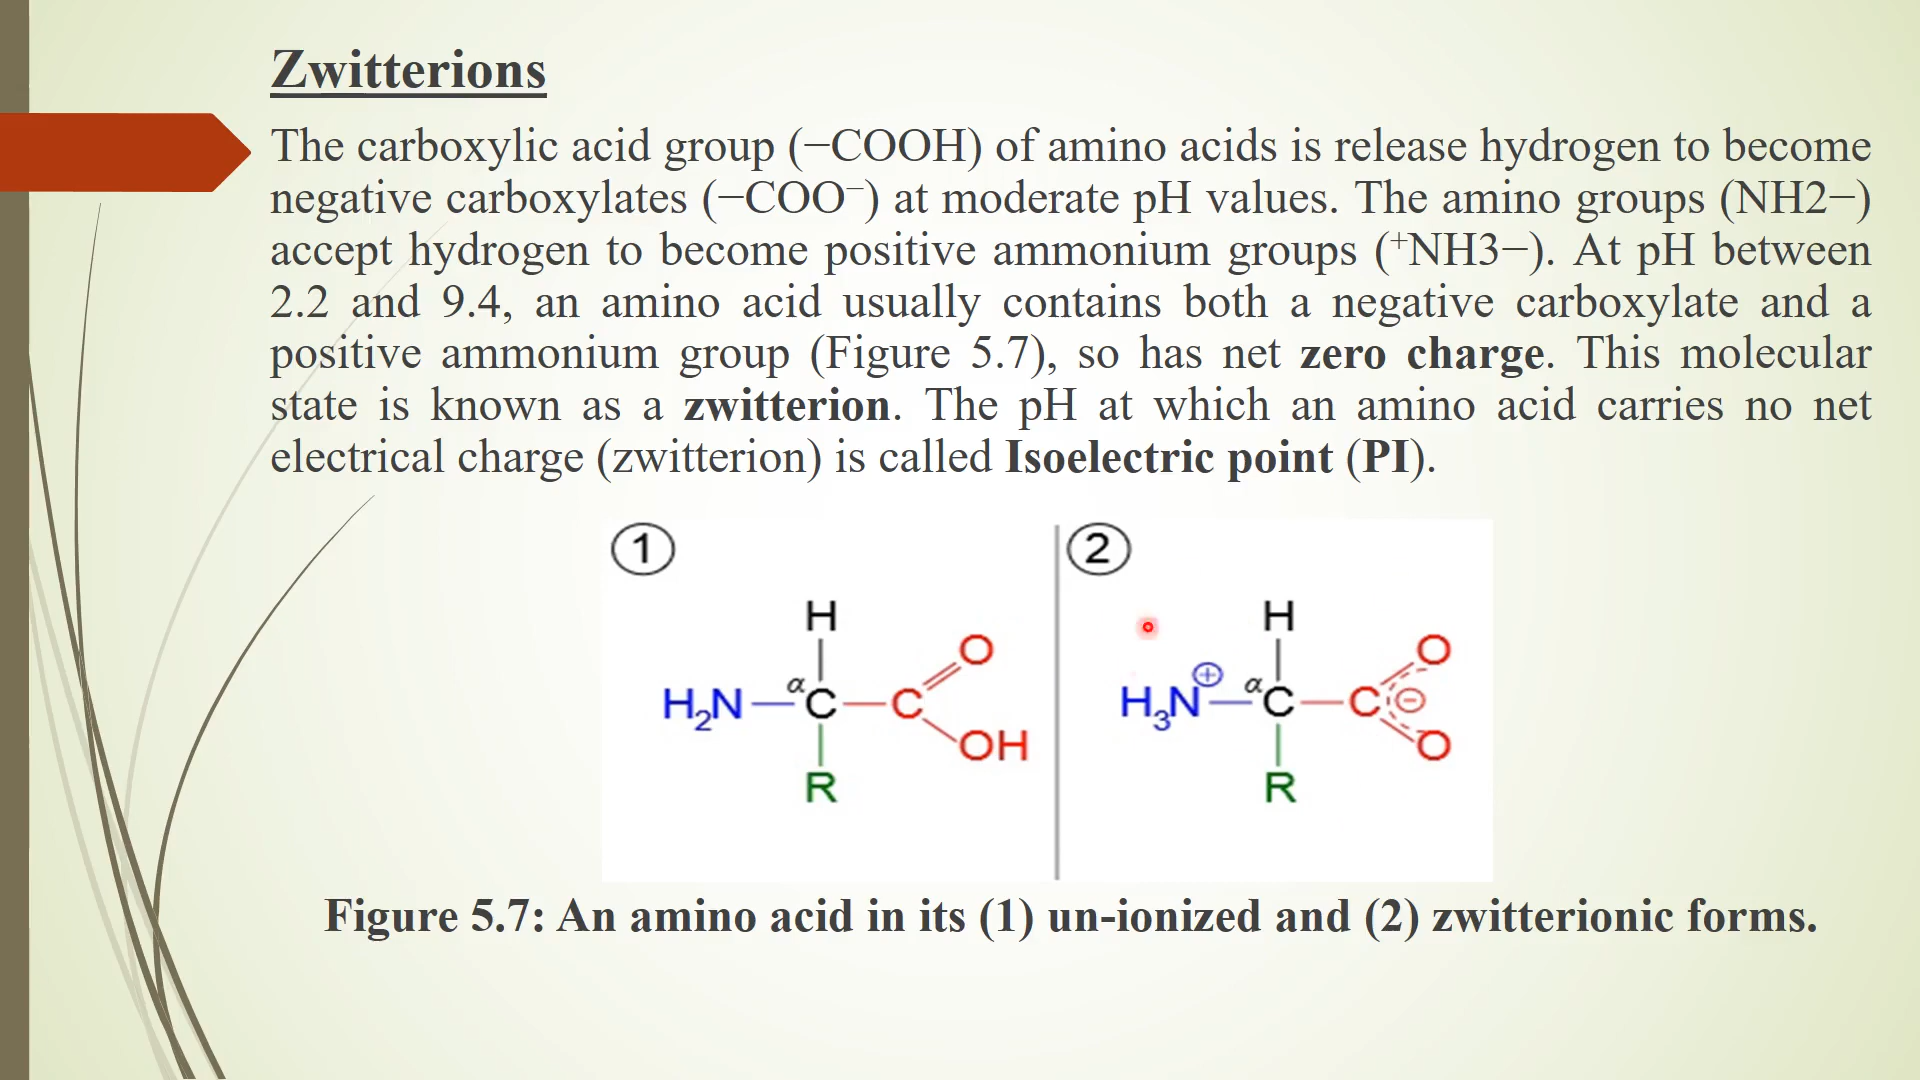 Zwitterions
The carboxylic acid group (−COOH) of amino acids is release hydrogen to become
negative carboxylates (−COO⁻) at moderate pH values. The amino groups (NH2−)
accept hydrogen to become positive ammonium groups (⁺NH3−). At pH between
2.2 and 9.4, an amino acid usually contains both a negative carboxylate and a
positive ammonium group (Figure 5.7), so has net zero charge. This molecular
state is known as a zwitterion. The pH at which an amino acid carries no net
electrical charge (zwitterion) is called Isoelectric point (PI).
① ②
H
O
H₂N α C C
OH
R
H
O
H₃N ⊕ α C C ⊖
O
R
Figure 5.7: An amino acid in its (1) un-ionized and (2) zwitterionic forms.